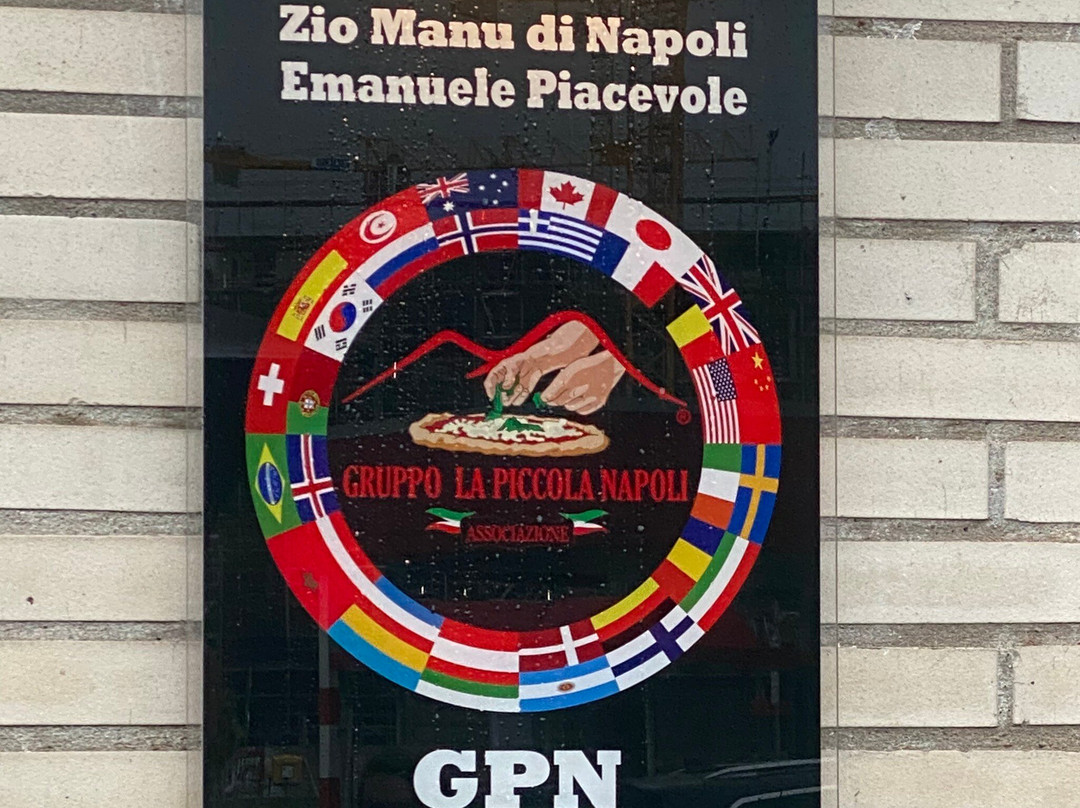 Zio Manu di Napoli
Emanuele Piacevole
GRUPPO LA PICCOLA NAPOLI
®
ASSOCIAZIONE
GPN